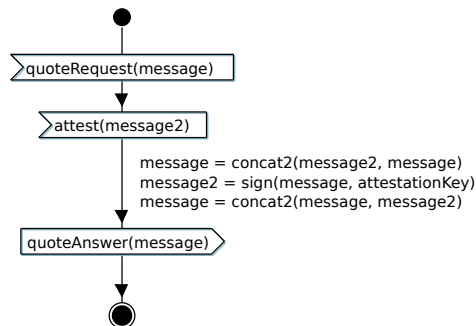 quoteRequest(message)
attest(message2)
message = concat2(message2, message)
message2 = sign(message, attestationKey)
message = concat2(message, message2)
quoteAnswer(message)